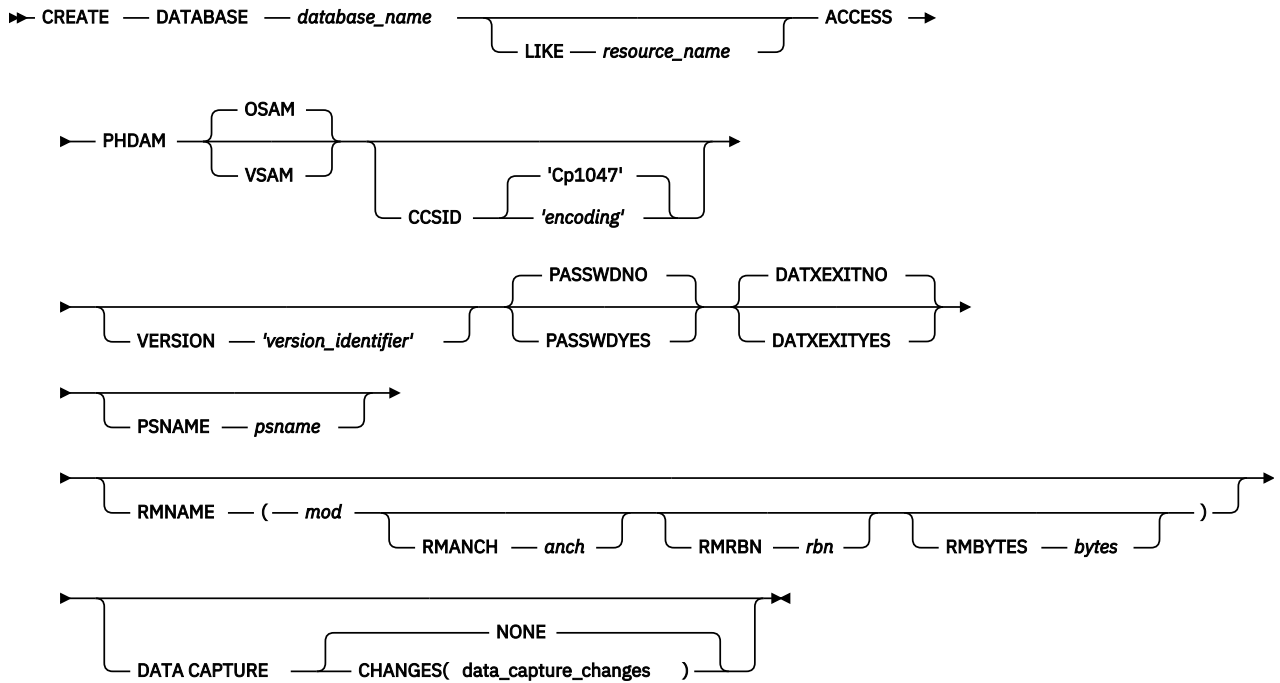 CREATE DATABASE database_name ACCESS
LIKE resource_name
OSAM
PHDAM
VSAM
'Cp1047'
CCSID 'encoding'
PASSWDNO DATXEXITNO
VERSION 'version_identifier' PASSWDYES DATXEXITYES
PSNAME psname
RMNAME ( mod )
RMANCH anch RMRBN rbn RMBYTES bytes
NONE
DATA CAPTURE CHANGES( data_capture_changes )